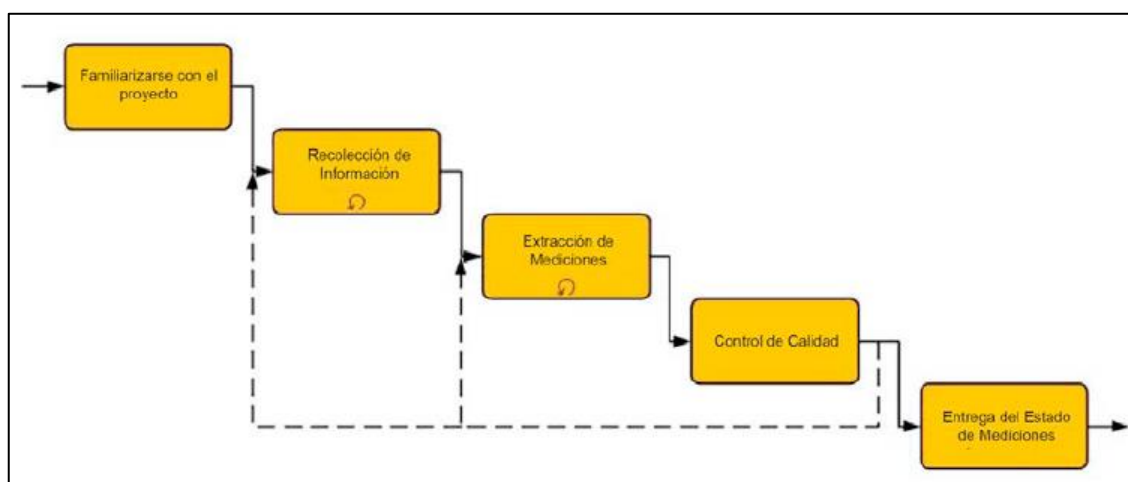 Familiarizarse con el
proyecto
Recolección de
Información
Extracción de
Mediciones
Control de Calidad
Entrega del Estado
de Mediciones